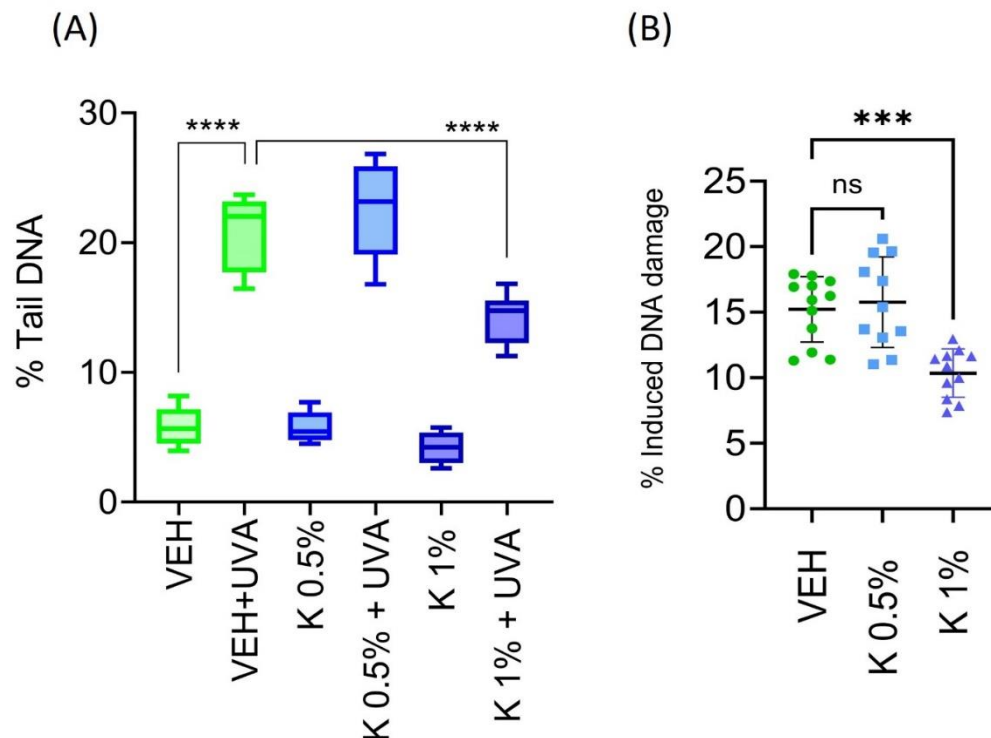 (A)
% Tail DNA
30
20
10
0
****
****
VEH
VEH+UVA
K 0.5%
K 0.5% + UVA
K 1%
K 1% + UVA
(B)
% Induced DNA damage
25
20
15
10
5
0
***
ns
VEH
K 0.5%
K 1%